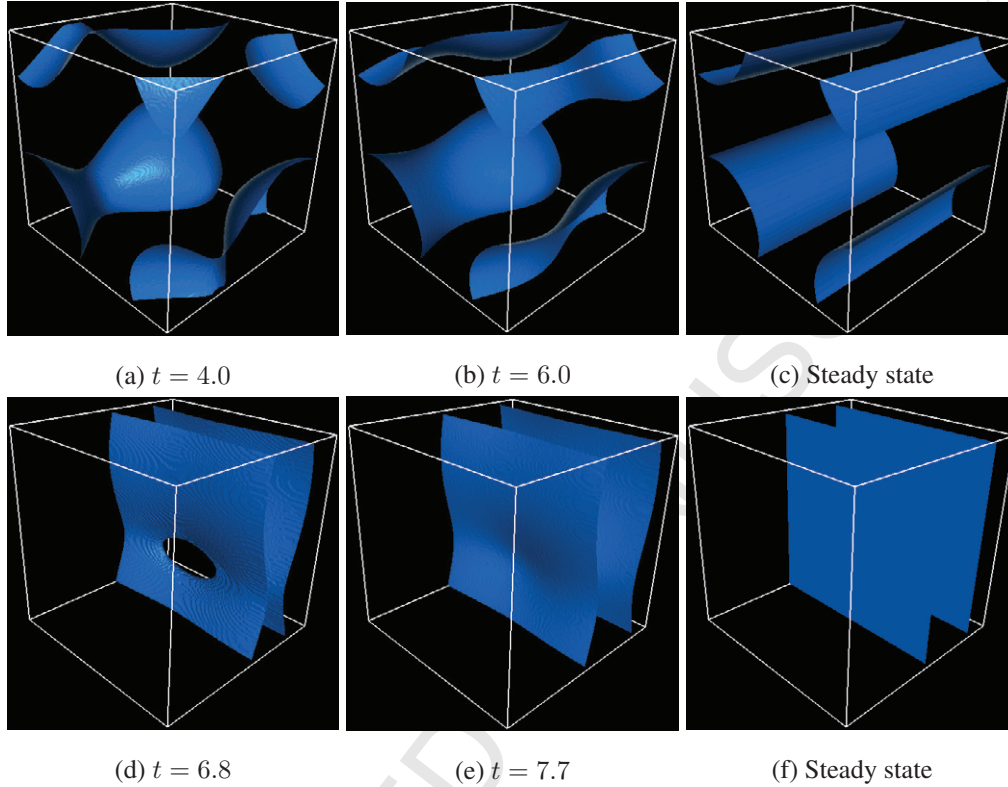 (a) t = 4.0
(b) t = 6.0
(c) Steady state
(d) t = 6.8
(e) t = 7.7
(f) Steady state